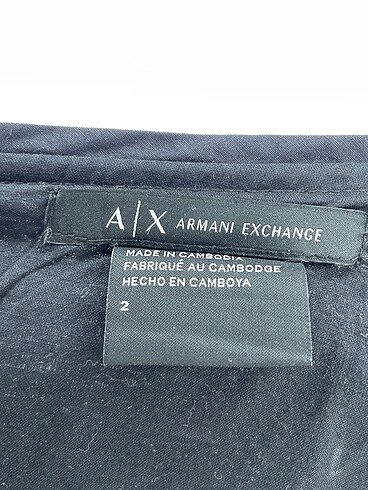 A|X ARMANI EXCHANGE
MADE IN CAMBODIA
FABRIQUÉ AU CAMBODGE
HECHO EN CAMBOYA
2